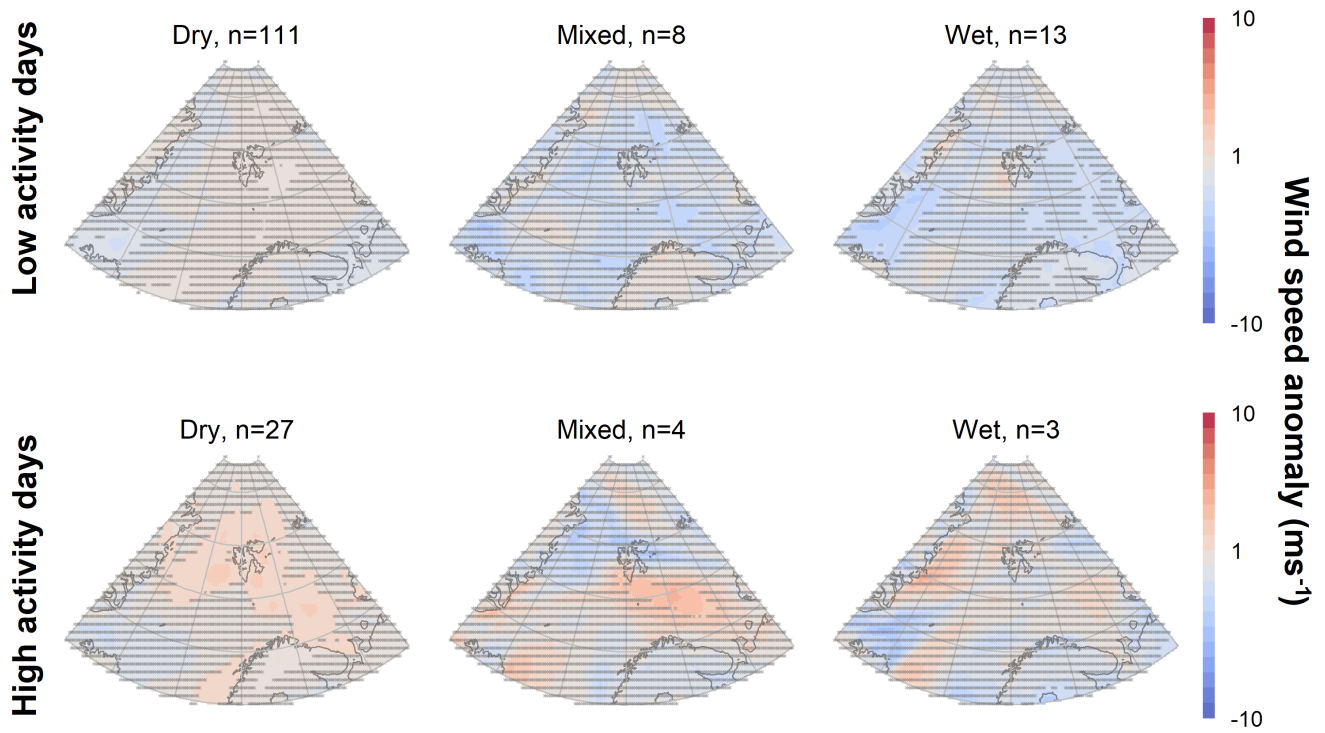 Low activity days
Dry, n=111
Mixed, n=8
Wet, n=13
10
1
-10
High activity days
Dry, n=27
Mixed, n=4
Wet, n=3
10
1
-10
Wind speed anomaly (ms⁻¹)